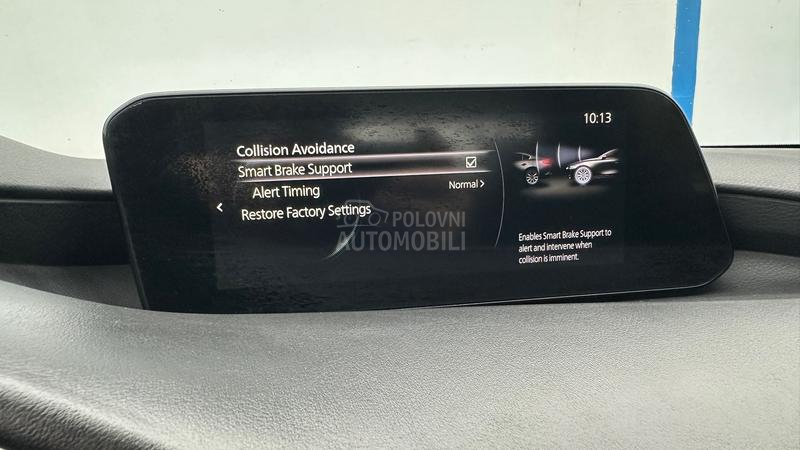 10:13
Collision Avoidance
Smart Brake Support
Alert Timing Normal >
< Restore Factory Settings
Enables Smart Brake Support to
alert and intervene when
collision is imminent.
POLOVNI
AUTOMOBILI